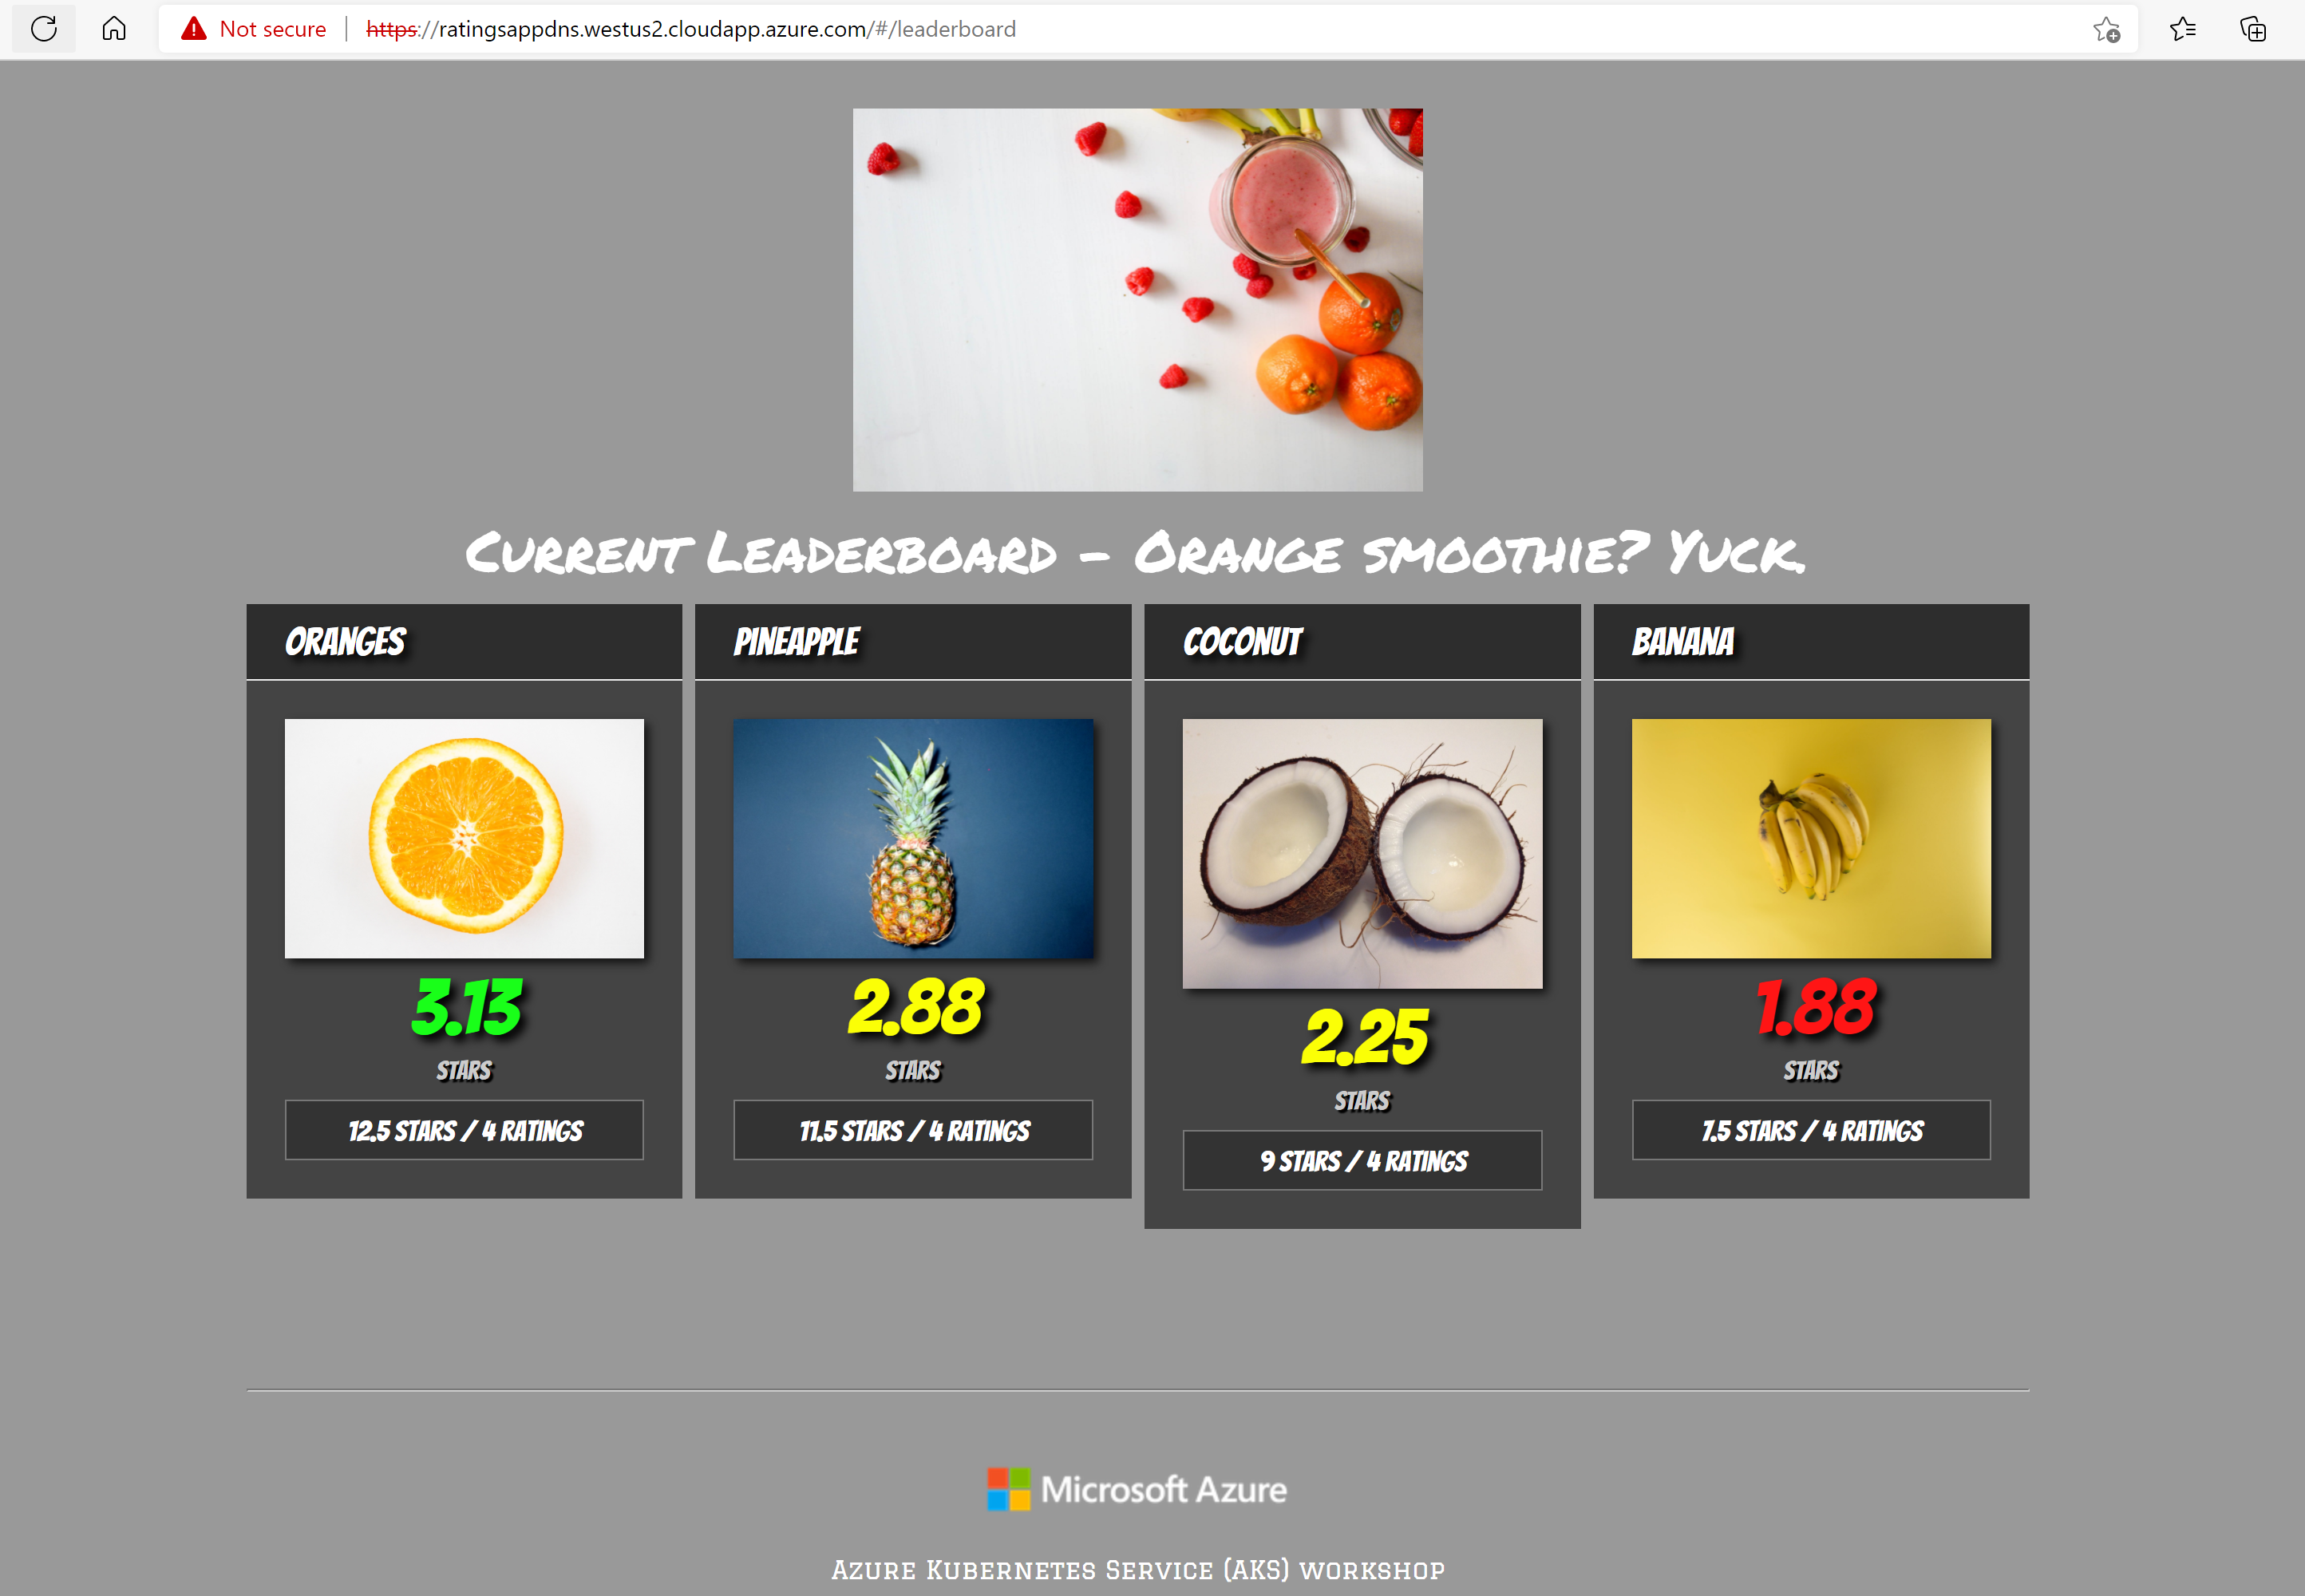 Not secure | https://ratingsappdns.westus2.cloudapp.azure.com/#/leaderboard
Current Leaderboard - Orange smoothie? Yuck.
ORANGES
3.13
STARS
12.5 STARS / 4 RATINGS
PINEAPPLE
2.88
STARS
11.5 STARS / 4 RATINGS
COCONUT
2.25
STARS
9 STARS / 4 RATINGS
BANANA
1.88
STARS
7.5 STARS / 4 RATINGS
Microsoft Azure
Azure Kubernetes Service (AKS) workshop